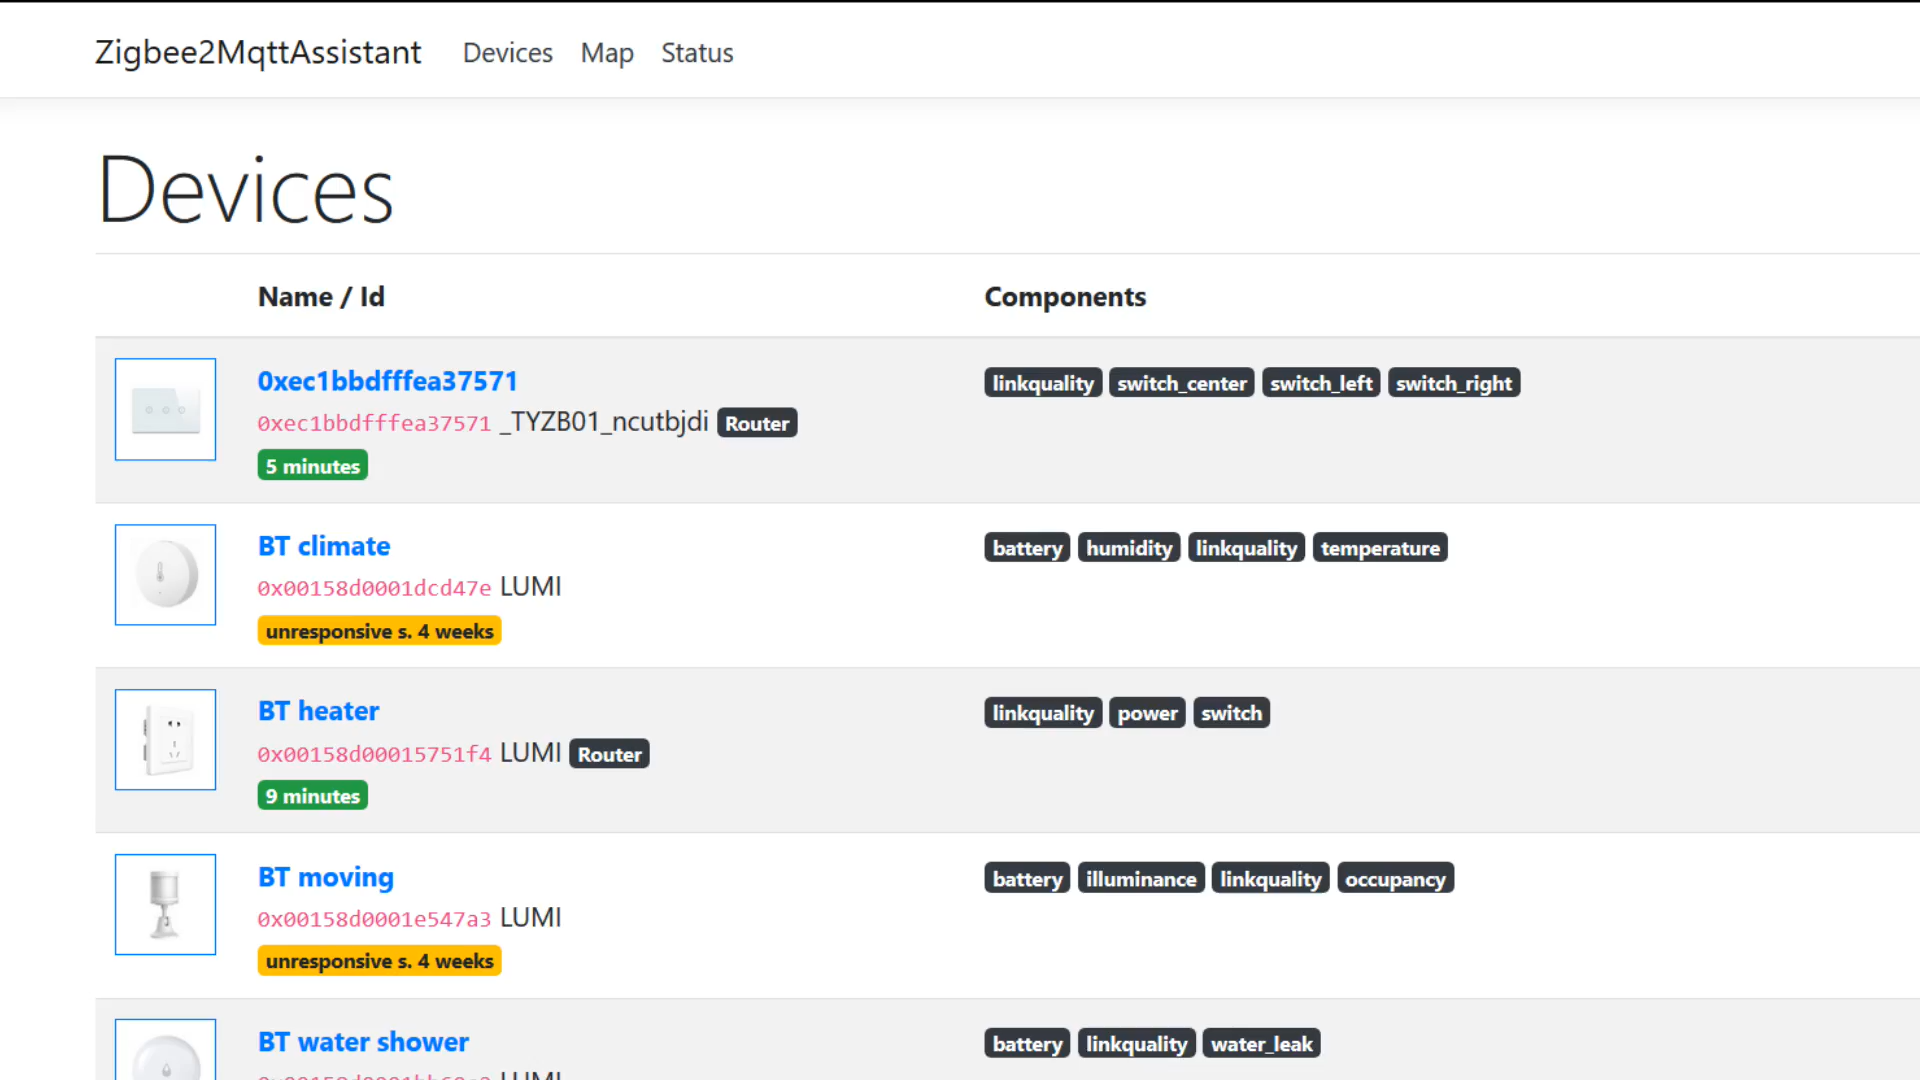 Zigbee2MqttAssistant Devices Map Status
Devices
Name / Id Components
0xec1bbdfffea37571 linkquality switch_center switch_left switch_right
0xec1bbdfffea37571 _TYZB01_ncutbjdi Router
5 minutes
BT climate battery humidity linkquality temperature
0x00158d0001dcd47e LUMI
unresponsive s. 4 weeks
BT heater linkquality power switch
0x00158d00015751f4 LUMI Router
9 minutes
BT moving battery illuminance linkquality occupancy
0x00158d0001e547a3 LUMI
unresponsive s. 4 weeks
BT water shower battery linkquality water_leak
LUMI